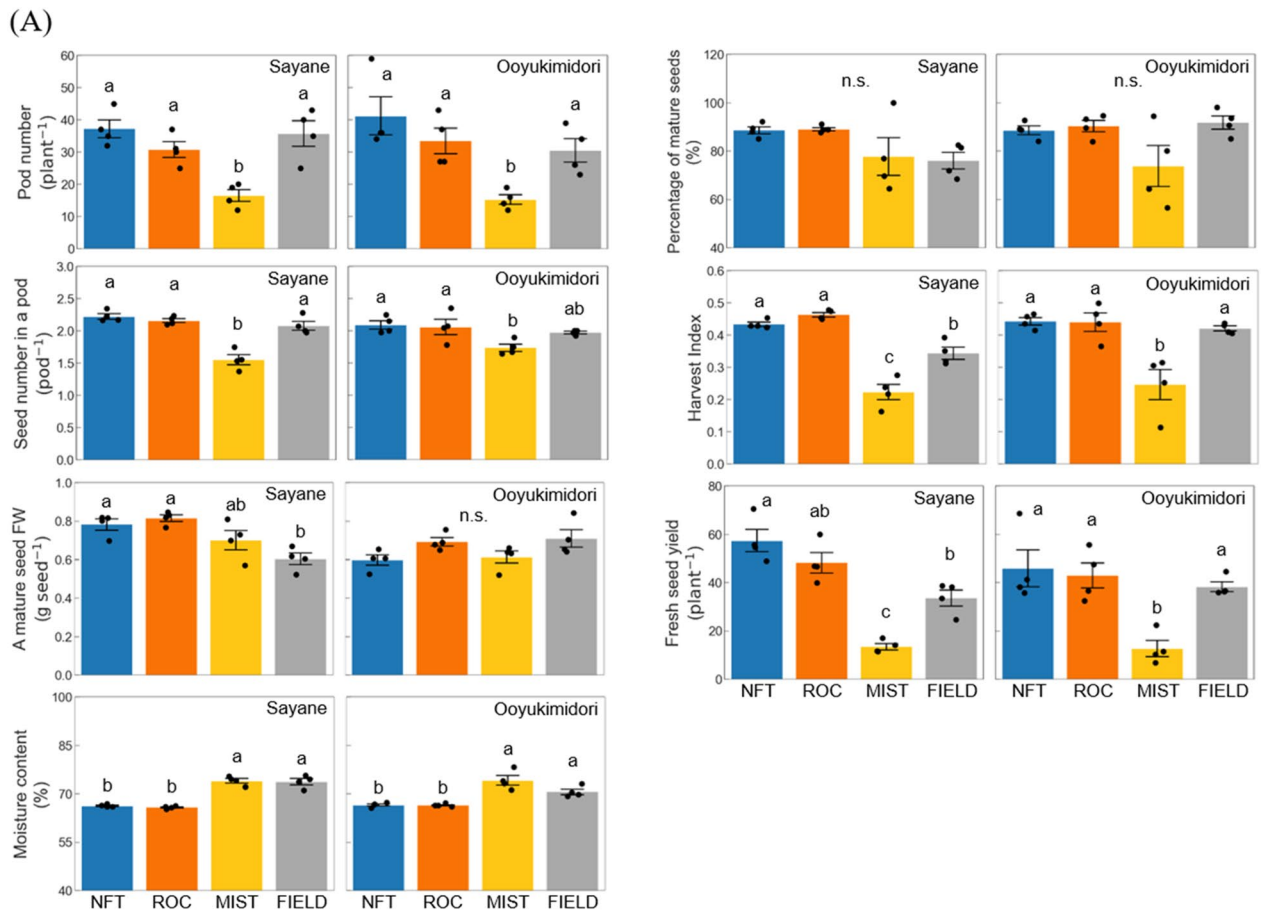 (A)
Pod number
(plant⁻¹)
60
50
40
30
20
10
0
Sayane
a
a
b
a
Ooyukimidori
a
a
b
a
Seed number in a pod
(pod⁻¹)
3.0
2.5
2.0
1.5
1.0
0.5
0.0
Sayane
a
a
b
a
Ooyukimidori
a
a
b
ab
A mature seed FW
(g seed⁻¹)
1.0
0.8
0.6
0.4
0.2
0.0
Sayane
a
a
ab
b
Ooyukimidori
n.s.
Moisture content
(%)
100
85
70
55
40
Sayane
b
b
a
a
Ooyukimidori
b
b
a
a
NFT ROC MIST FIELD
NFT ROC MIST FIELD
Percentage of mature seeds
(%)
120
100
80
60
40
Sayane
n.s.
Ooyukimidori
n.s.
Harvest Index
0.6
0.5
0.4
0.3
0.2
0.1
0.0
Sayane
a
a
c
b
Ooyukimidori
a
a
b
a
Fresh seed yield
(plant⁻¹)
80
60
40
20
0
Sayane
a
ab
c
b
Ooyukimidori
a
a
b
a
NFT ROC MIST FIELD
NFT ROC MIST FIELD